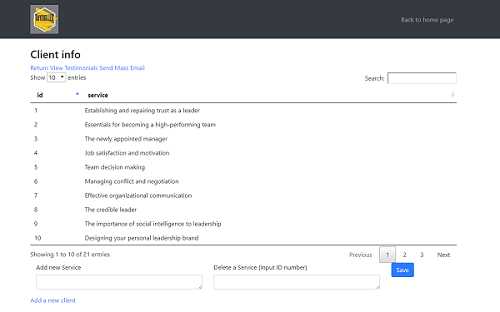 Back to home page
Client info
Return View Testimonials Send Mass Email
Show 10 entries
Search:
id service
1 Establishing and repairing trust as a leader
2 Essentials for becoming a high-performing team
3 The newly appointed manager
4 Job satisfaction and motivation
5 Team decision making
6 Managing conflict and negotiation
7 Effective organizational communication
8 The credible leader
9 The importance of social intelligence to leadership
10 Designing your personal leadership brand
Showing 1 to 10 of 21 entries
Previous 1 2 3 Next
Add new Service
Delete a Service (Input ID number)
Save
Add a new client